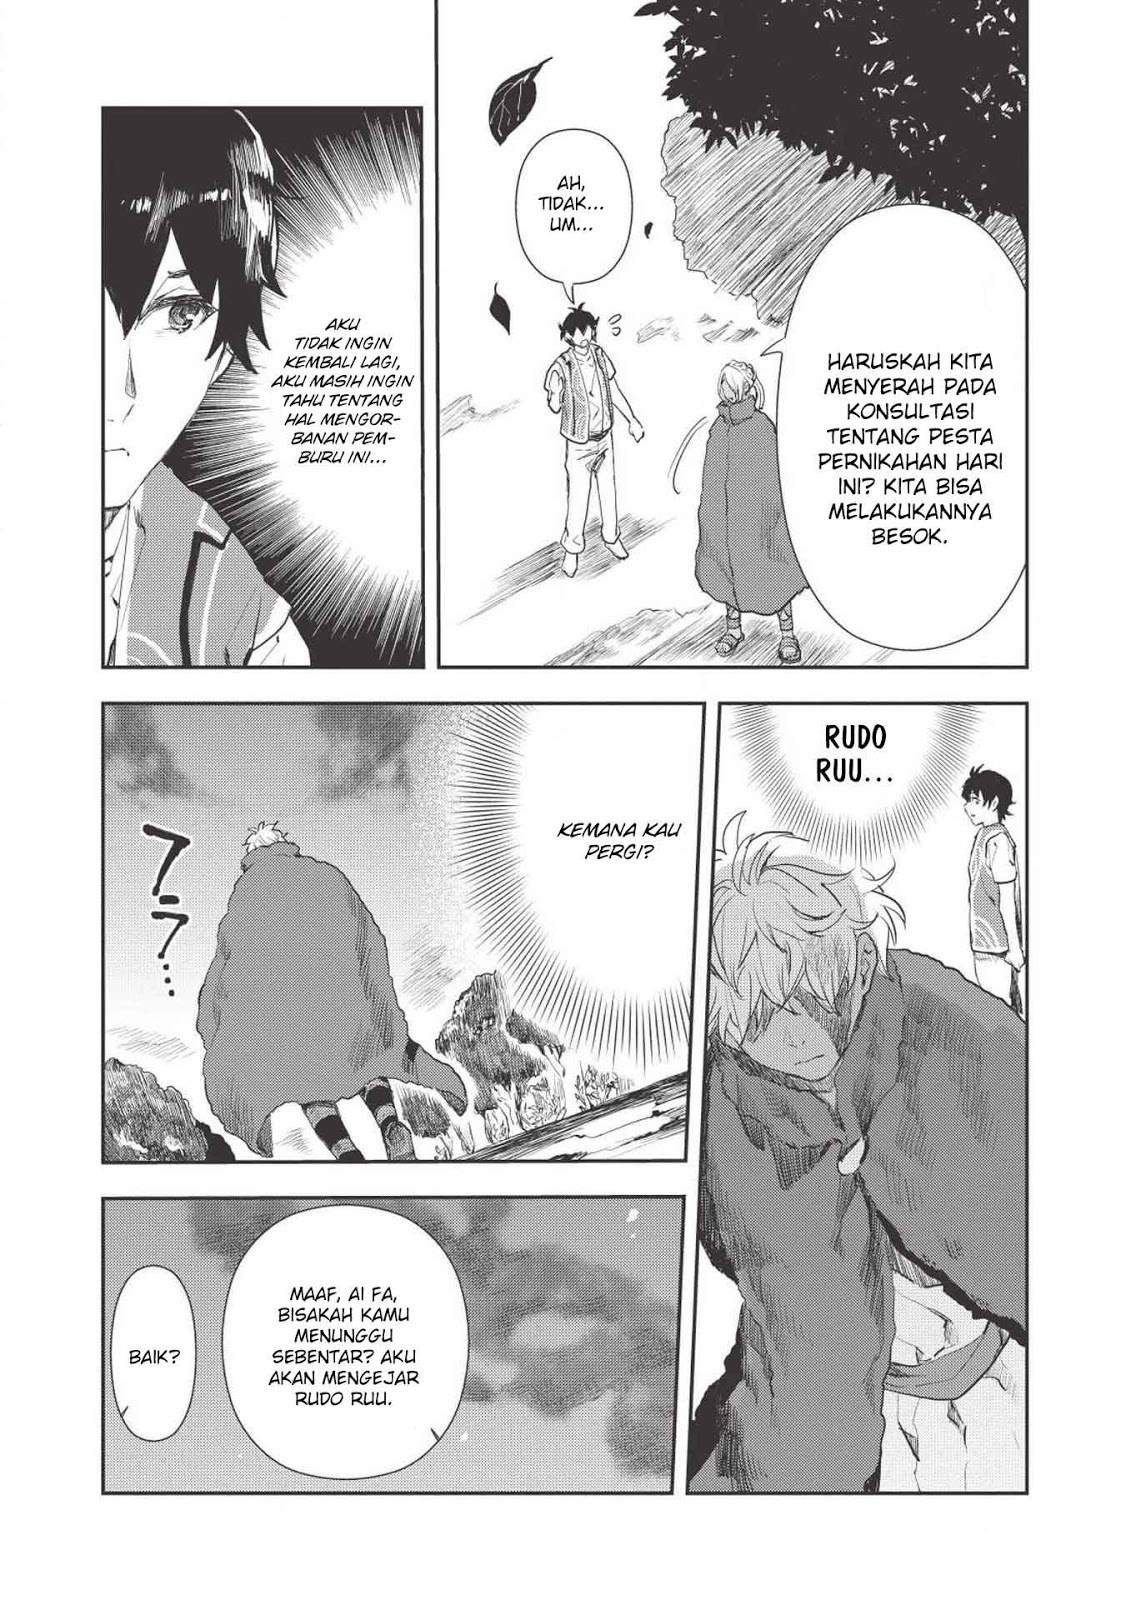 HARUSKAH KITA
MENYERAH PADA
KONSULTASI
TENTANG PESTA
PERNIKAHAN HARI
INI? KITA BISA
MELAKUKANNYA
BESOK.
AH,
TIDAK...
UM...
AKU
TIDAK INGIN
KEMBALI LAGI,
AKU MASIH INGIN
TAHU TENTANG
HAL MENGOR-
BANAN PEM-
BURU INI...
RUDO
RUU...
KEMANA KAU
PERGI?
MAAF, AI FA,
BISAKAH KAMU
MENUNGGU
SEBENTAR? AKU
AKAN MENGEJAR
RUDO RUU.
BAIK?